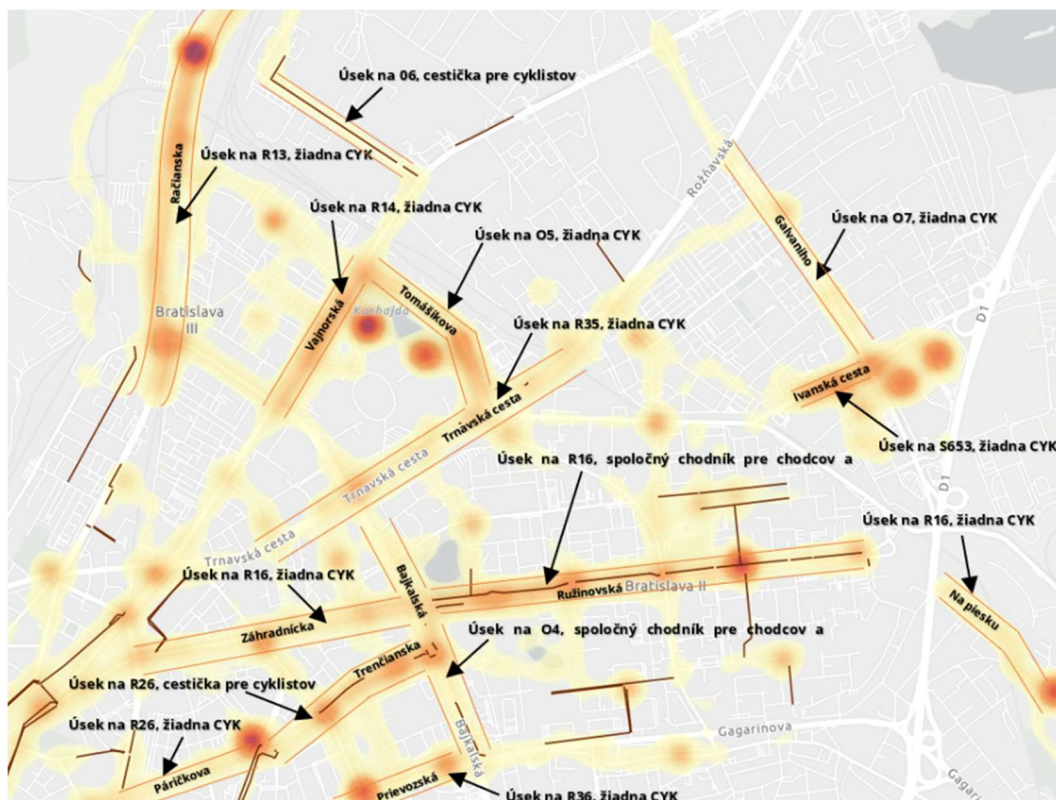 Úsek na 06, cestička pre cyklistov
Račianska
Úsek na R13, žiadna CYK
Rožňavská
Úsek na R14, žiadna CYK
Úsek na O7, žiadna CYK
Úsek na O5, žiadna CYK
Galvaniho
Tomášikova
Kuchajda
Vajnorská
Bratislava
III
D1
Úsek na R35, žiadna CYK
Ivanská cesta
Trnavská cesta
Úsek na S653, žiadna CYK
Úsek na R16, spoločný chodník pre chodcov a
Trnavská cesta
D1
Úsek na R16, žiadna CYK
Trnavská cesta
Úsek na R16, žiadna CYK
Bajkalská
Ružinovská
Bratislava II
Na piesku
Záhradnícka
Úsek na O4, spoločný chodník pre chodcov a
Trenčianska
Úsek na R26, cestička pre cyklistov
Úsek na R26, žiadna CYK
Bajkalská
Gagarinova
Páričkova
Prievozská
Úsek na R36, žiadna CYK